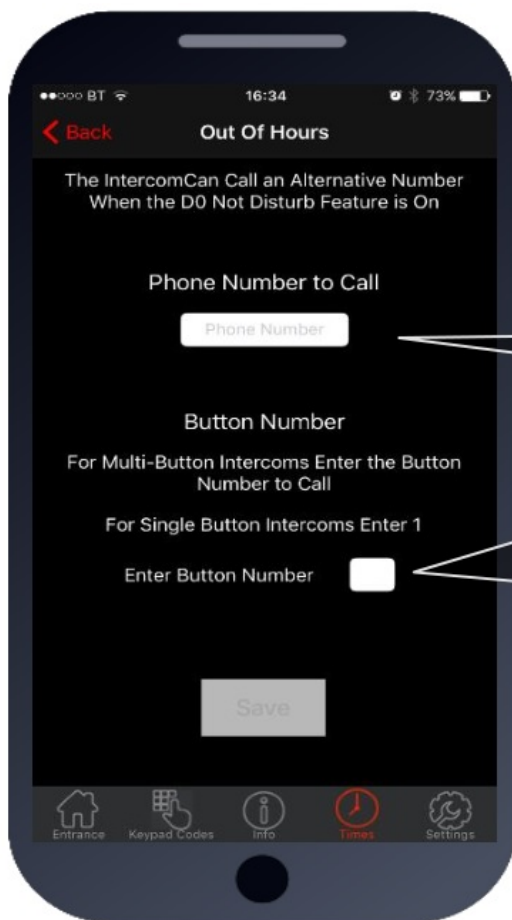 BT 16:34 73%
Back Out Of Hours
The IntercomCan Call an Alternative Number
When the D0 Not Disturb Feature is On
Phone Number to Call
Phone Number
Button Number
For Multi-Button Intercoms Enter the Button
Number to Call
For Single Button Intercoms Enter 1
Enter Button Number
Save
Entrance Keypad Codes Info Times Settings